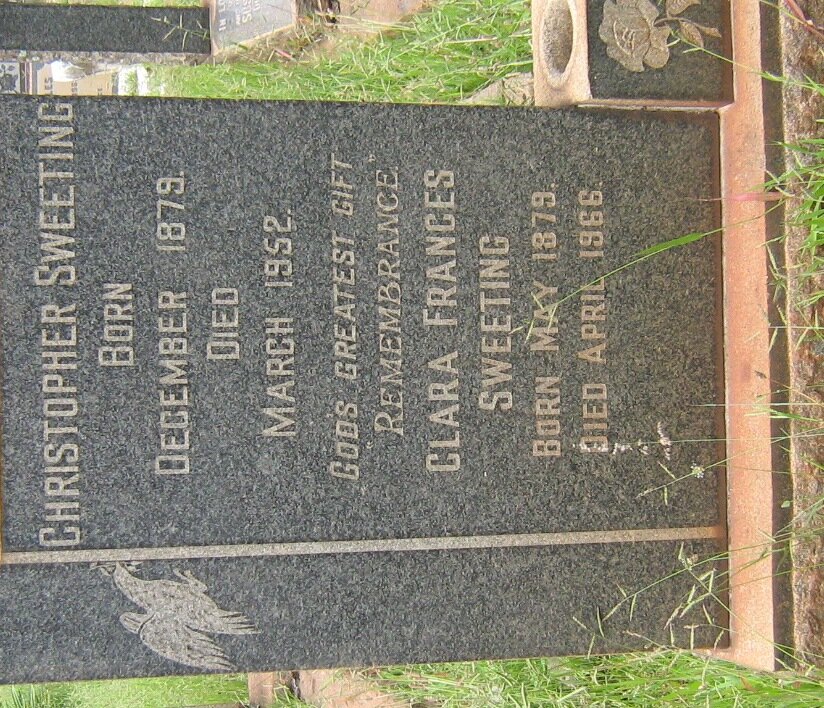 CHRISTOPHER SWEETING
BORN
DECEMBER 1879.
DIED
MARCH 1952.
GOD'S GREATEST GIFT
"REMEMBRANCE"
CLARA FRANCES
SWEETING
BORN MAY 1879.
DIED APRIL 1966.